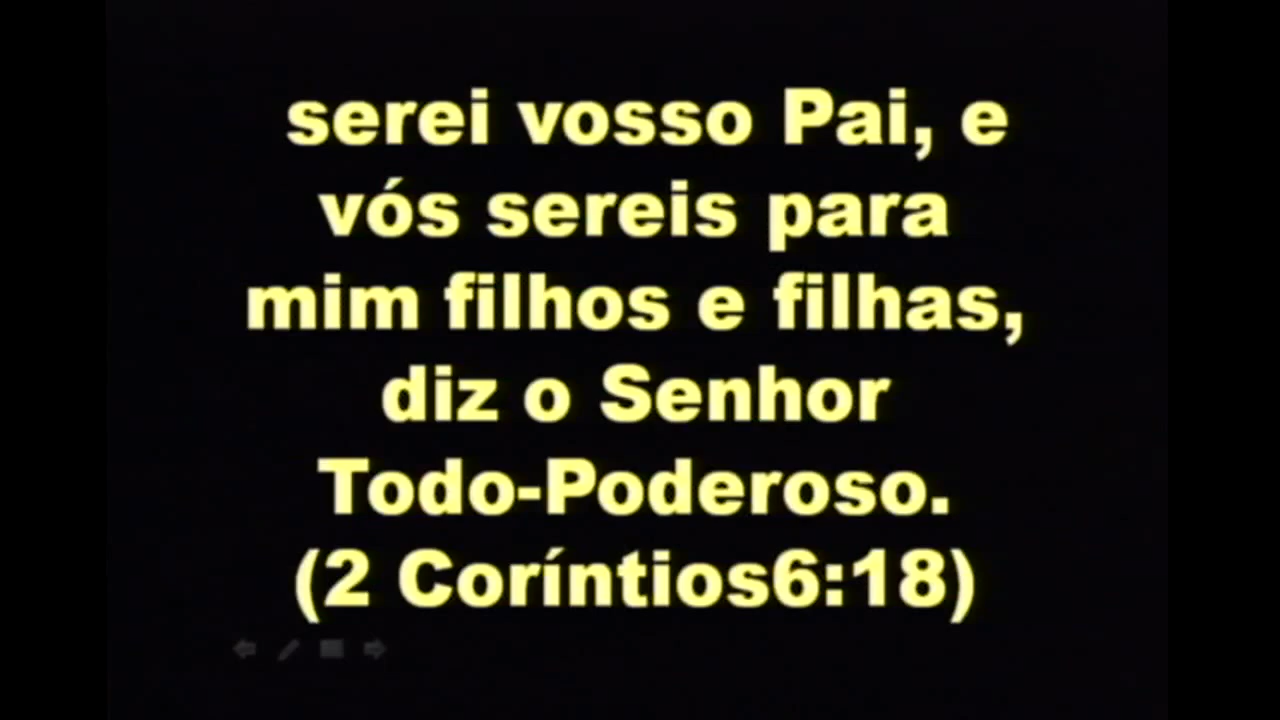 serei vosso Pai, e
vós sereis para
mim filhos e filhas,
diz o Senhor
Todo-Poderoso.
(2 Coríntios6:18)